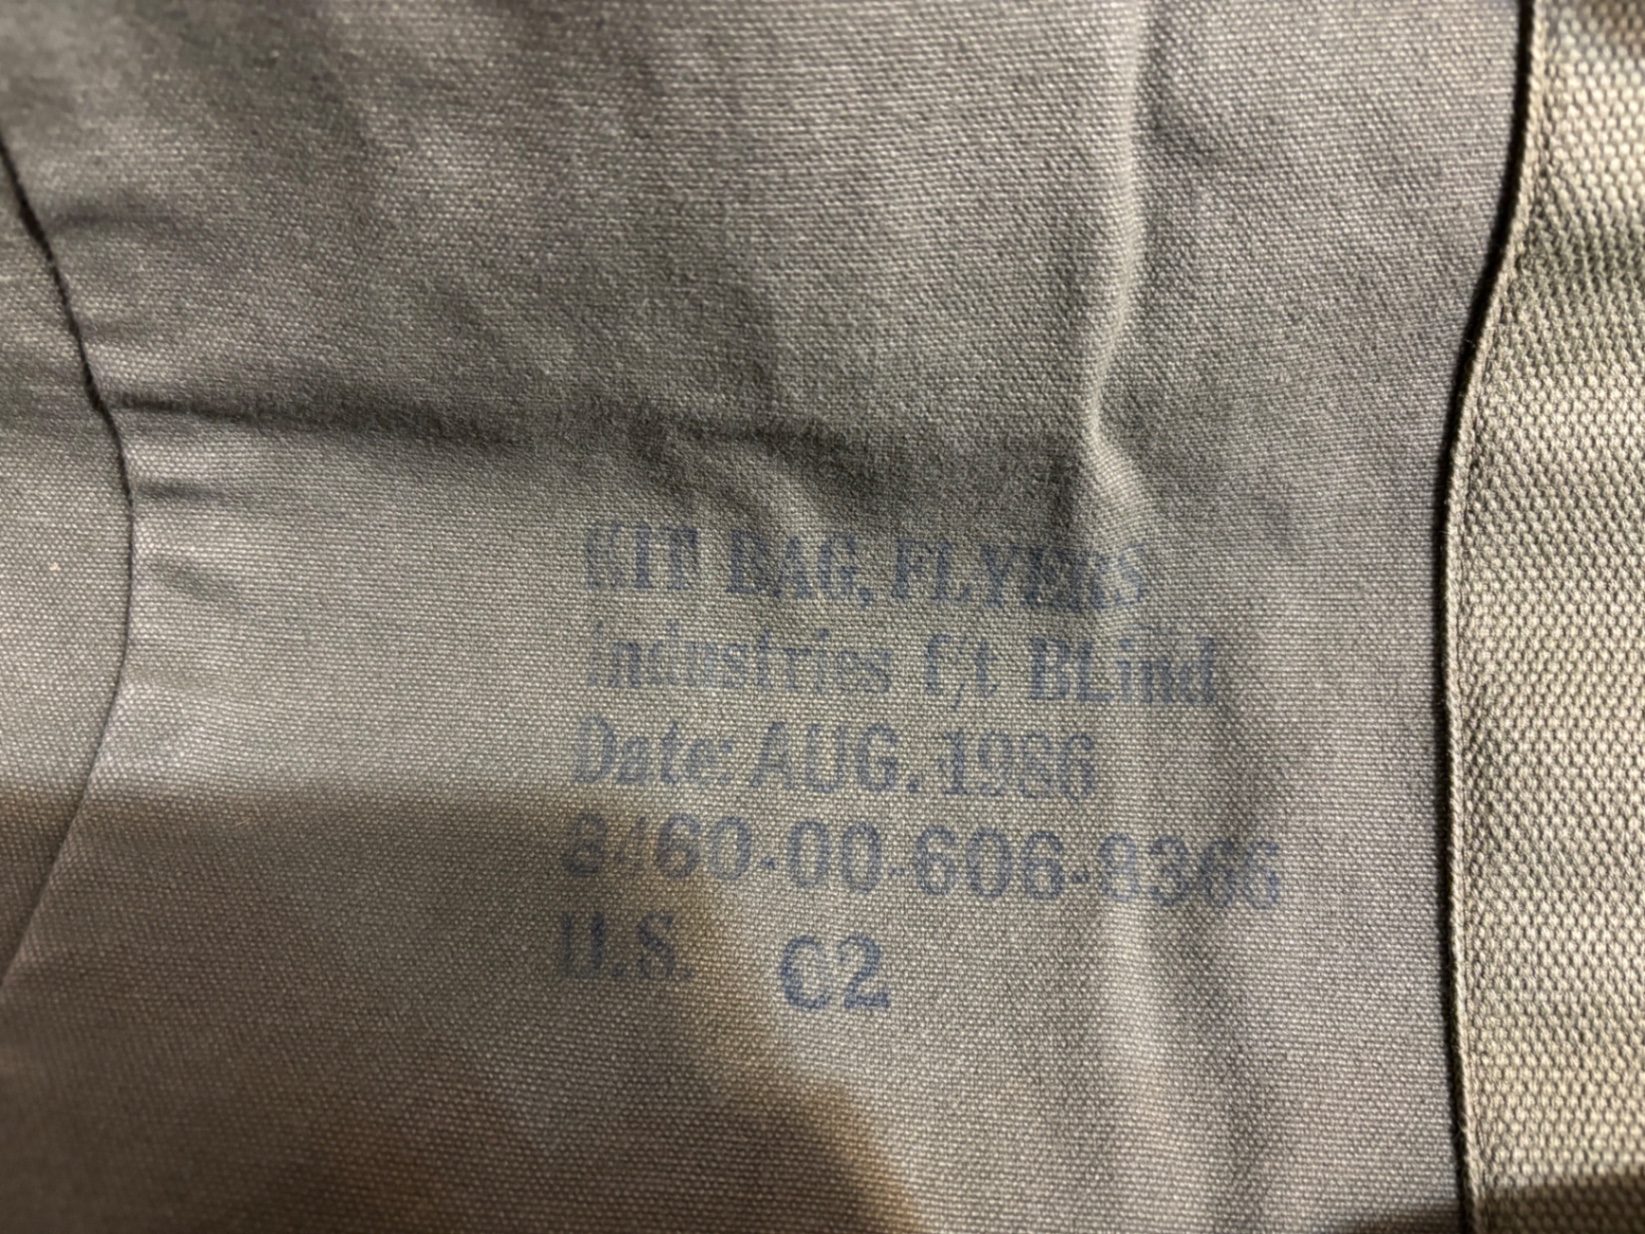 KIT BAG, FLYERS
Industries f/t BLind
Date: AUG. 1986
8460-00-606-8366
U.S. C2